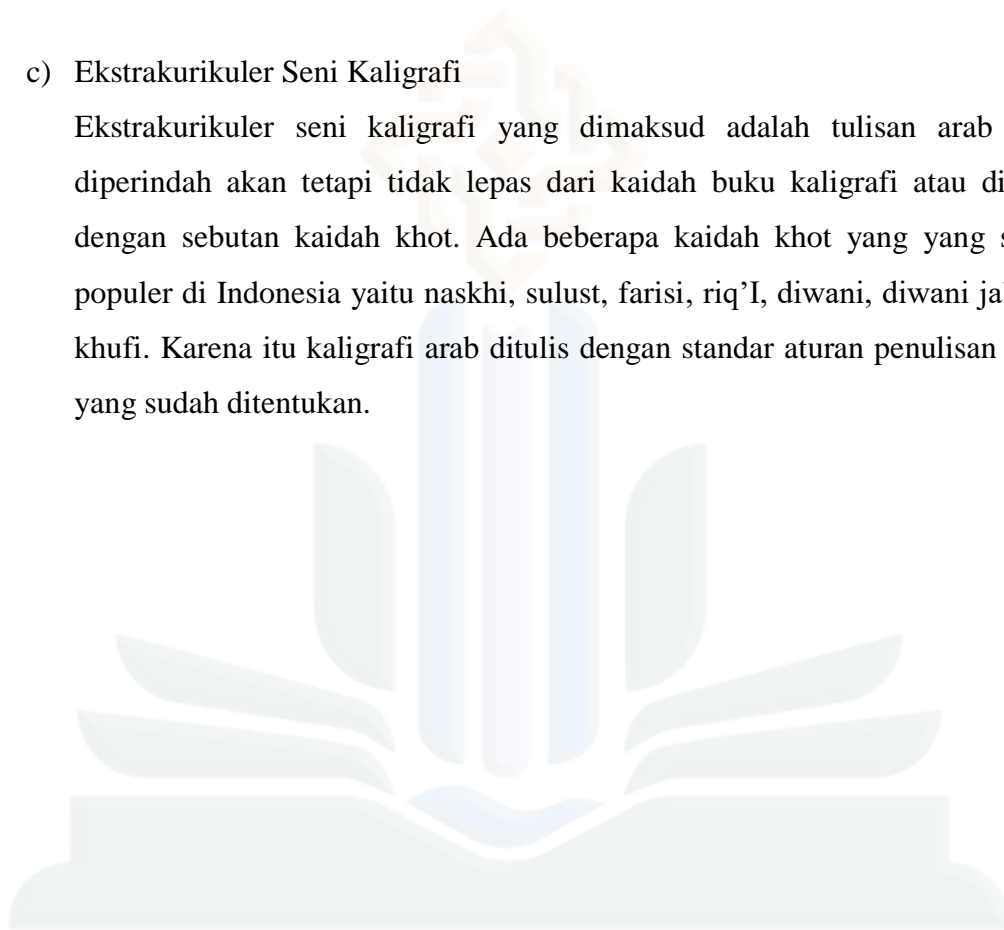 c) Ekstrakurikuler Seni Kaligrafi
Ekstrakurikuler seni kaligrafi yang dimaksud adalah tulisan arab
diperindah akan tetapi tidak lepas dari kaidah buku kaligrafi atau
dengan sebutan kaidah khot. Ada beberapa kaidah khot yang yang
populer di Indonesia yaitu naskhi, sulust, farisi, riq’I, diwani, diwani
khufi. Karena itu kaligrafi arab ditulis dengan standar aturan penulisan
yang sudah ditentukan.